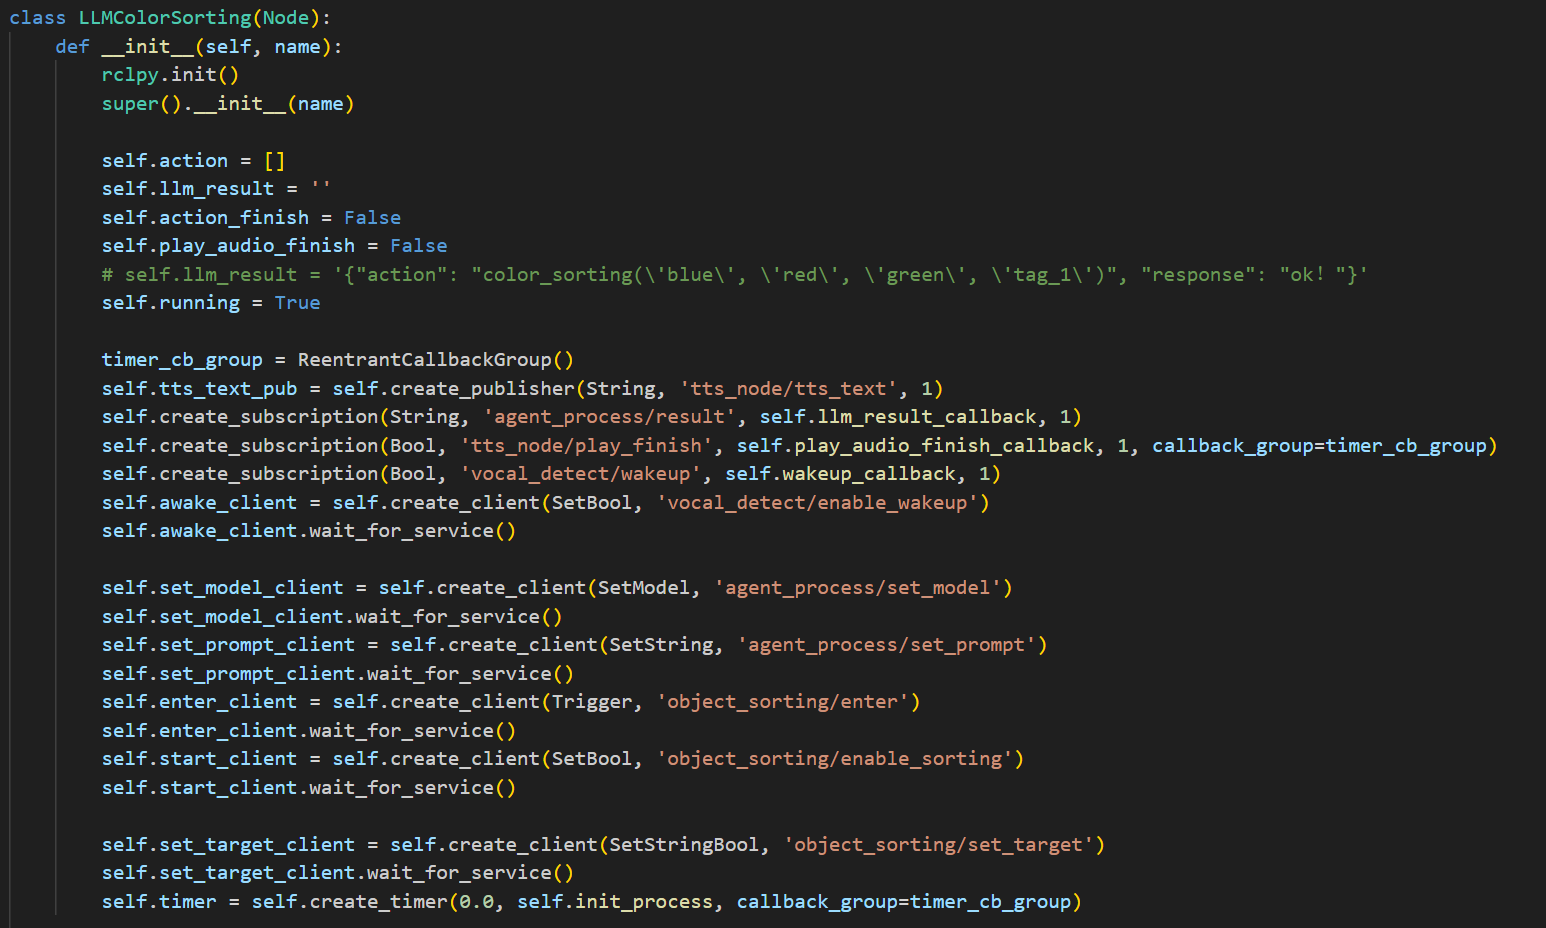 class LLMColorSorting(Node):
    def __init__(self, name):
        rclpy.init()
        super().__init__(name)

        self.action = []
        self.llm_result = ''
        self.action_finish = False
        self.play_audio_finish = False
        # self.llm_result = '{"action": "color_sorting(\'blue\', \'red\', \'green\', \'tag_1\')", "response": "ok！"}'
        self.running = True

        timer_cb_group = ReentrantCallbackGroup()
        self.tts_text_pub = self.create_publisher(String, 'tts_node/tts_text', 1)
        self.create_subscription(String, 'agent_process/result', self.llm_result_callback, 1)
        self.create_subscription(Bool, 'tts_node/play_finish', self.play_audio_finish_callback, 1, callback_group=timer_cb_group)
        self.create_subscription(Bool, 'vocal_detect/wakeup', self.wakeup_callback, 1)
        self.awake_client = self.create_client(SetBool, 'vocal_detect/enable_wakeup')
        self.awake_client.wait_for_service()

        self.set_model_client = self.create_client(SetModel, 'agent_process/set_model')
        self.set_model_client.wait_for_service()
        self.set_prompt_client = self.create_client(SetString, 'agent_process/set_prompt')
        self.set_prompt_client.wait_for_service()
        self.enter_client = self.create_client(Trigger, 'object_sorting/enter')
        self.enter_client.wait_for_service()
        self.start_client = self.create_client(SetBool, 'object_sorting/enable_sorting')
        self.start_client.wait_for_service()

        self.set_target_client = self.create_client(SetStringBool, 'object_sorting/set_target')
        self.set_target_client.wait_for_service()
        self.timer = self.create_timer(0.0, self.init_process, callback_group=timer_cb_group)